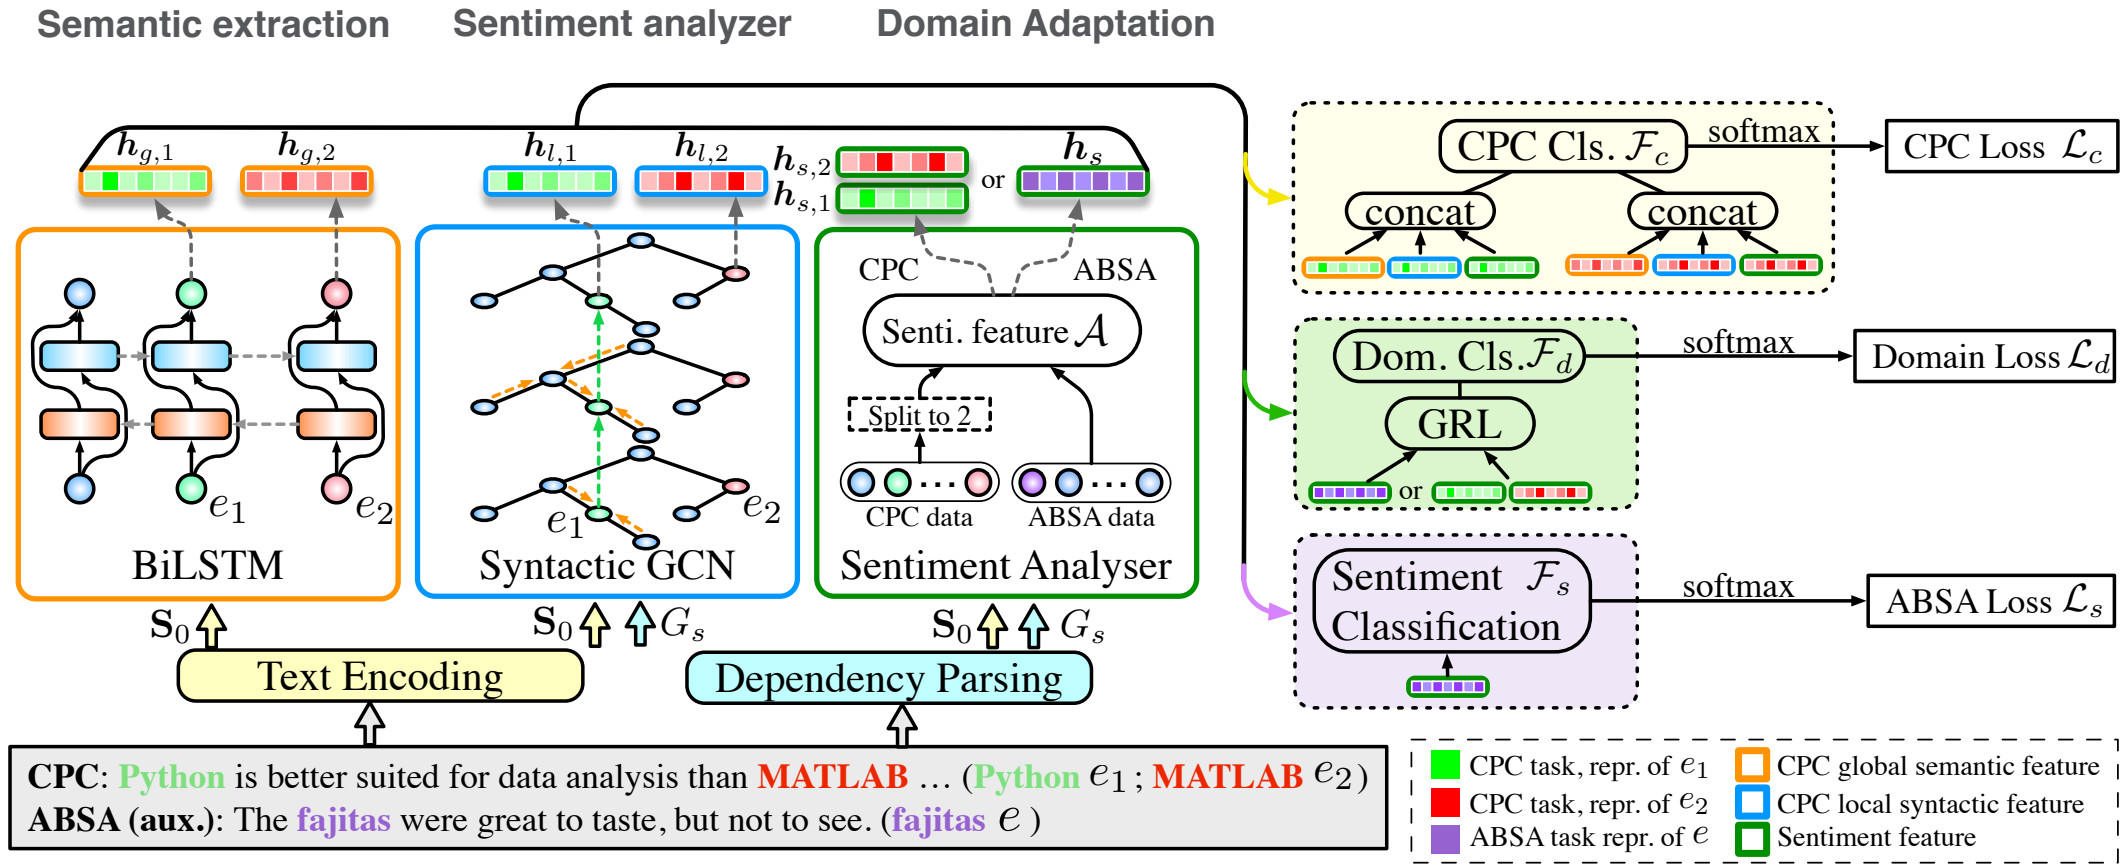 Semantic extraction
Sentiment analyzer
Domain Adaptation
h_{g,1}
h_{g,2}
h_{l,1}
h_{l,2}
h_{s,2}
h_{s,1}
or
h_s
e_1
e_2
BiLSTM
e_1
e_2
Syntactic GCN
CPC
ABSA
Senti. feature 𝒜
Split to 2
CPC data
ABSA data
Sentiment Analyser
S_0
S_0
G_s
S_0
G_s
Text Encoding
Dependency Parsing
CPC: Python is better suited for data analysis than MATLAB ... (Python e_1 ; MATLAB e_2)
ABSA (aux.): The fajitas were great to taste, but not to see. (fajitas e )
CPC Cls. ℱ_c
softmax
CPC Loss ℒ_c
concat
concat
Dom. Cls. ℱ_d
softmax
Domain Loss ℒ_d
GRL
or
Sentiment ℱ_s
Classification
softmax
ABSA Loss ℒ_s
CPC task, repr. of e_1
CPC task, repr. of e_2
ABSA task repr. of e
CPC global semantic feature
CPC local syntactic feature
Sentiment feature